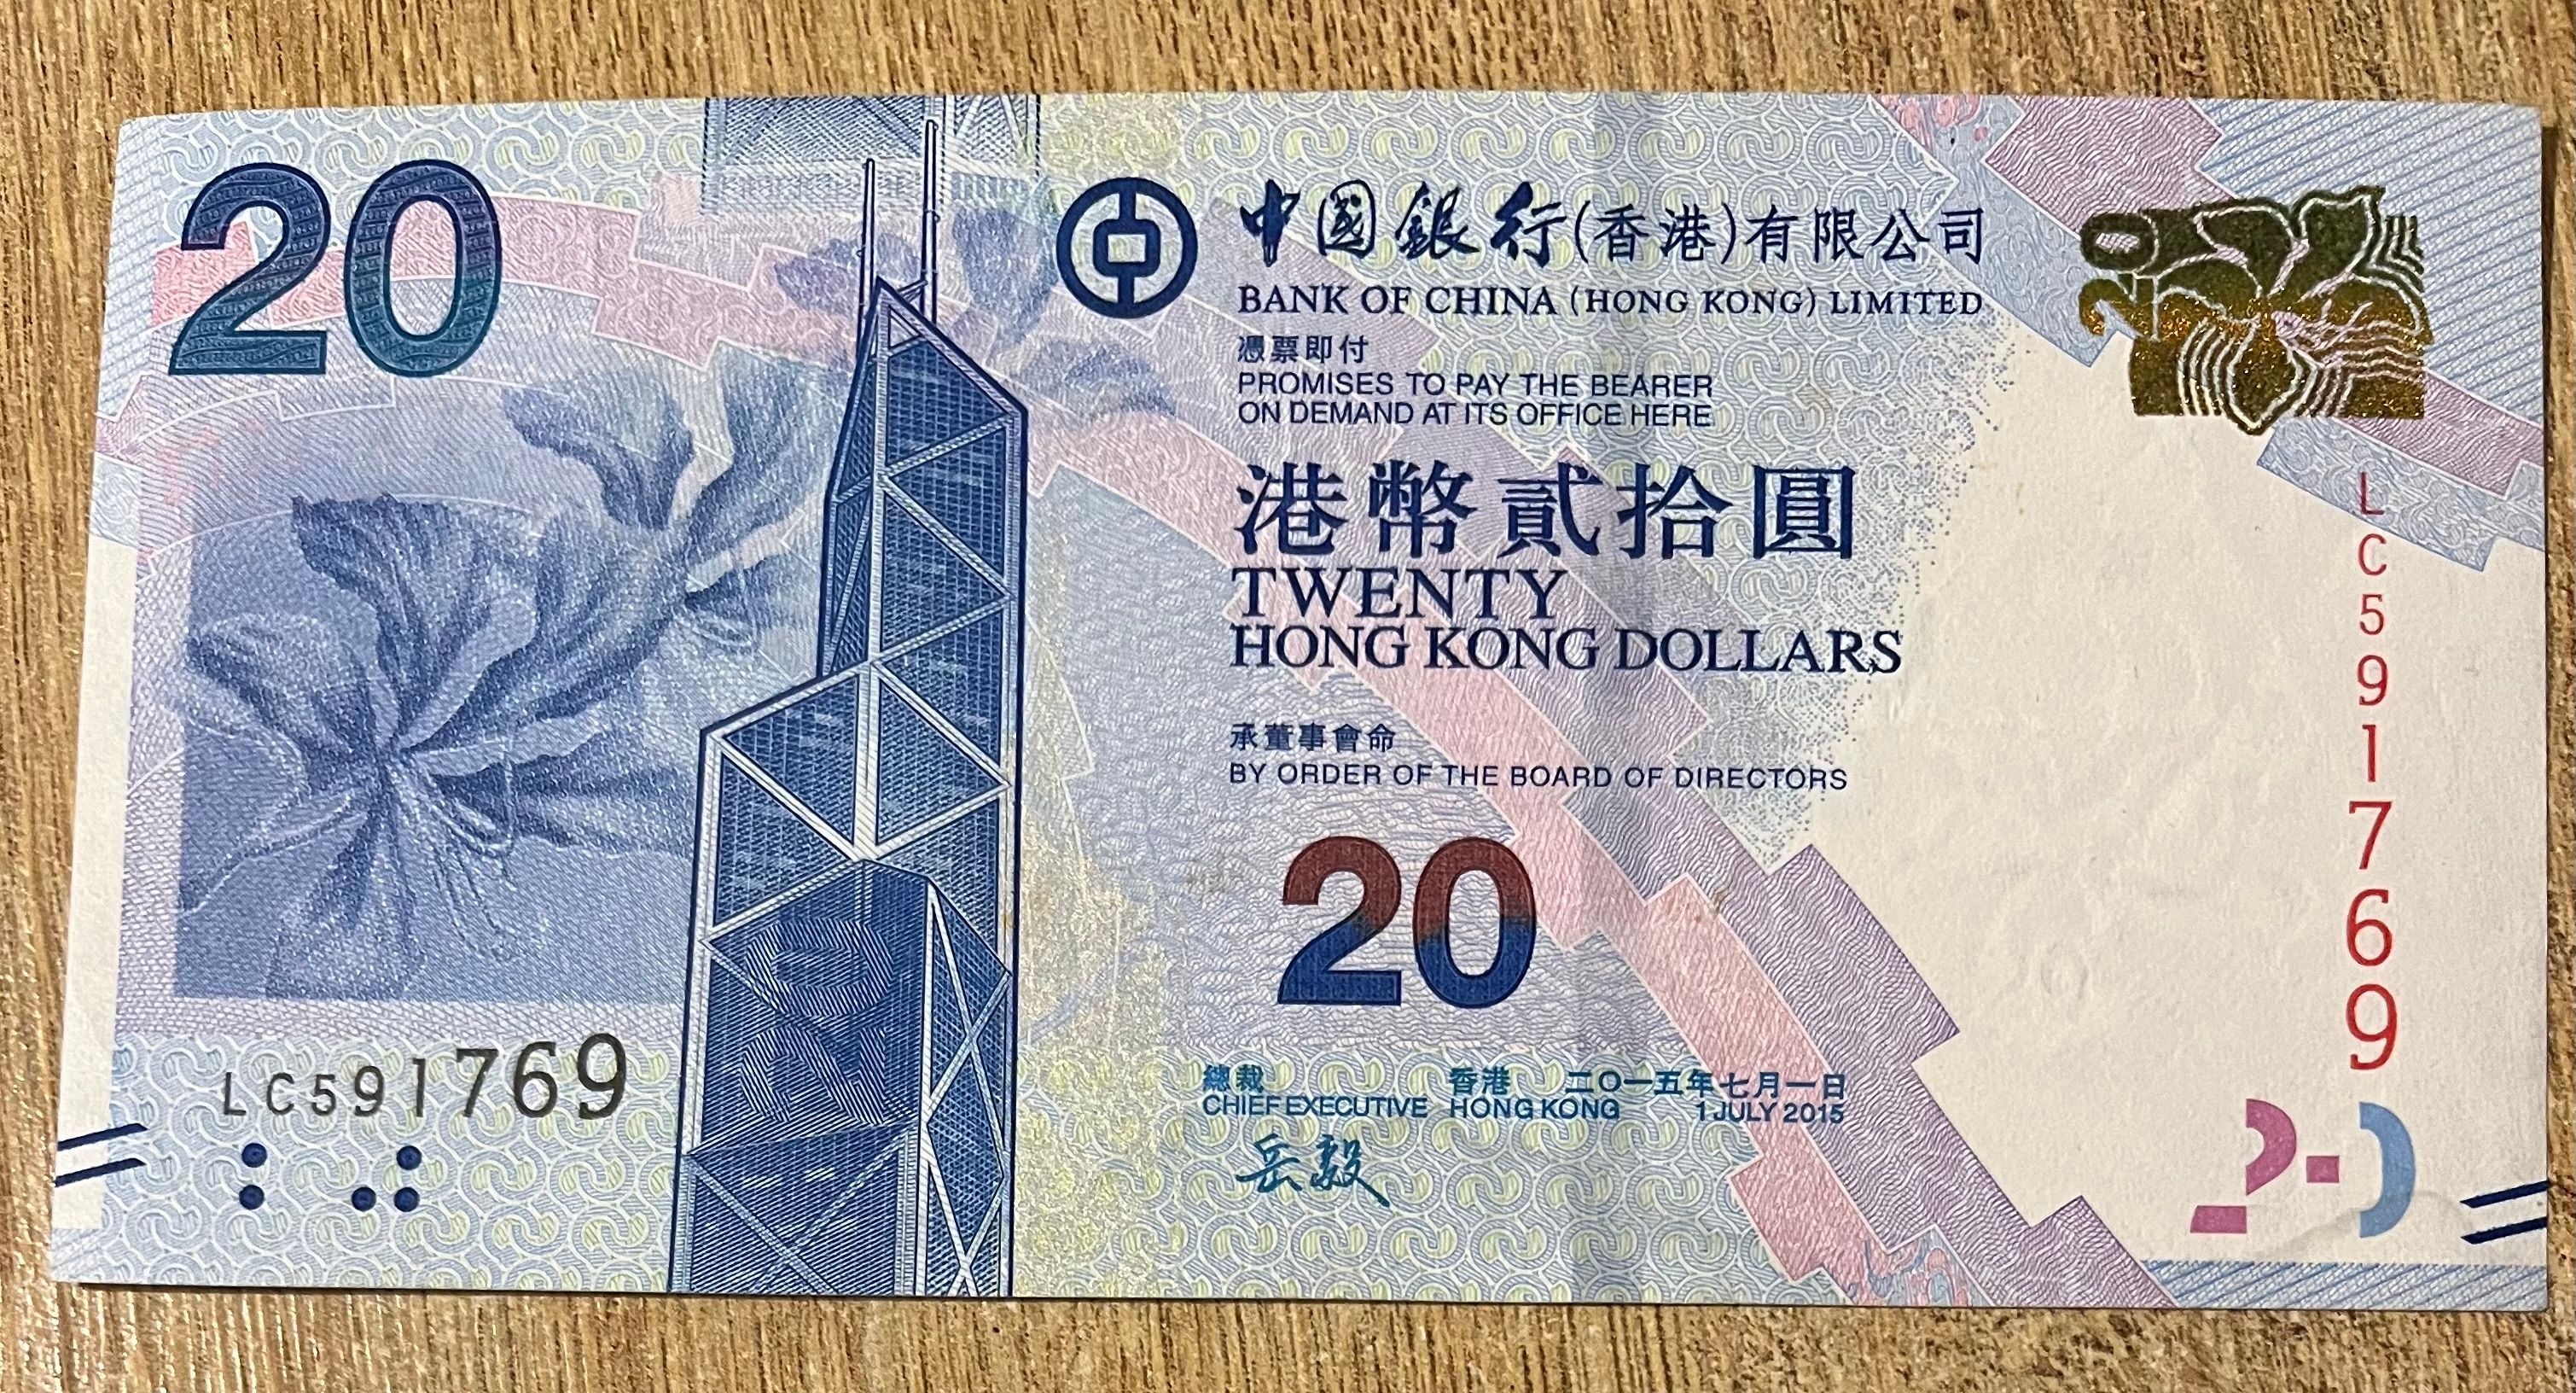 20
中國銀行(香港)有限公司
BANK OF CHINA (HONG KONG) LIMITED
憑票即付
PROMISES TO PAY THE BEARER
ON DEMAND AT ITS OFFICE HERE
港幣貳拾圓
TWENTY
HONG KONG DOLLARS
承董事會命
BY ORDER OF THE BOARD OF DIRECTORS
20
20
LC591769
LC591769
總裁 香港 二〇一五年七月一日
CHIEF EXECUTIVE HONG KONG 1 JULY 2015
岳毅
20
20